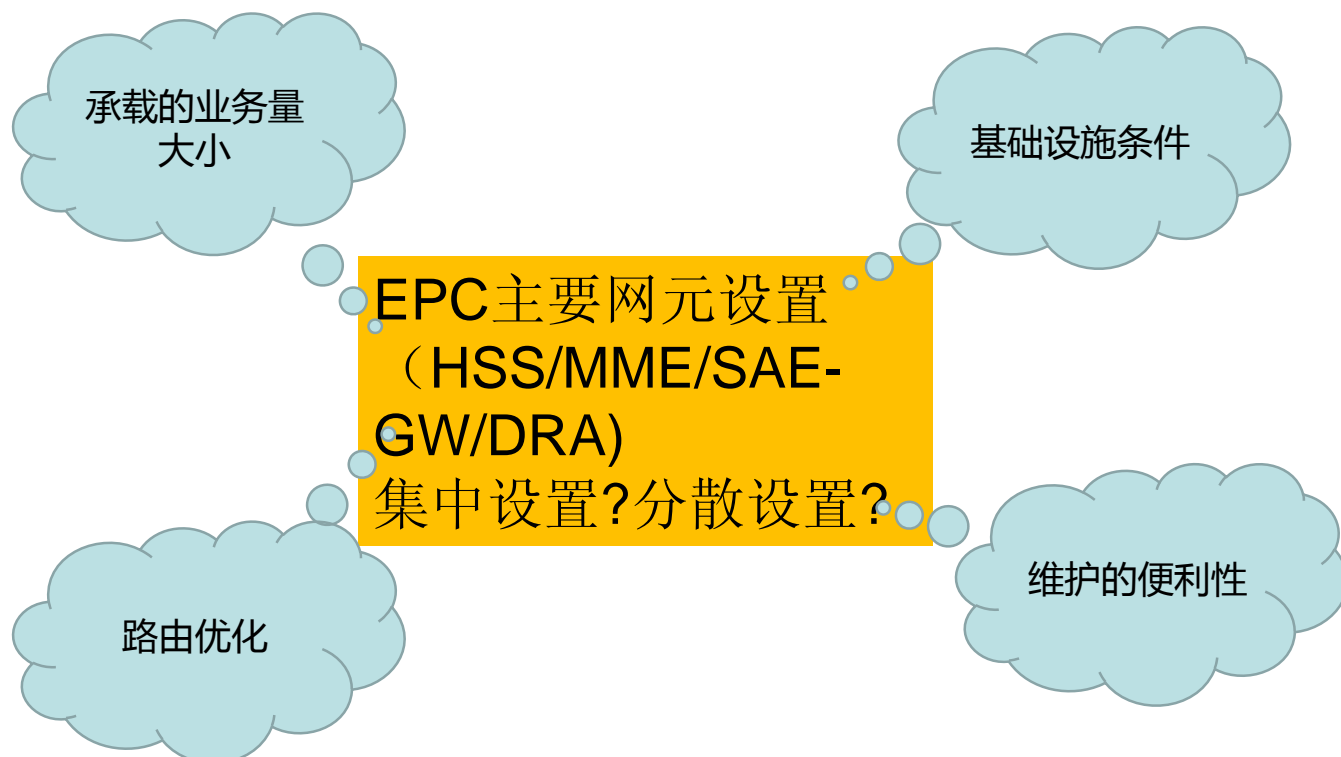 承载的业务量
大小
基础设施条件
EPC主要网元设置
（HSS/MME/SAE-
GW/DRA)
集中设置?分散设置?
路由优化
维护的便利性